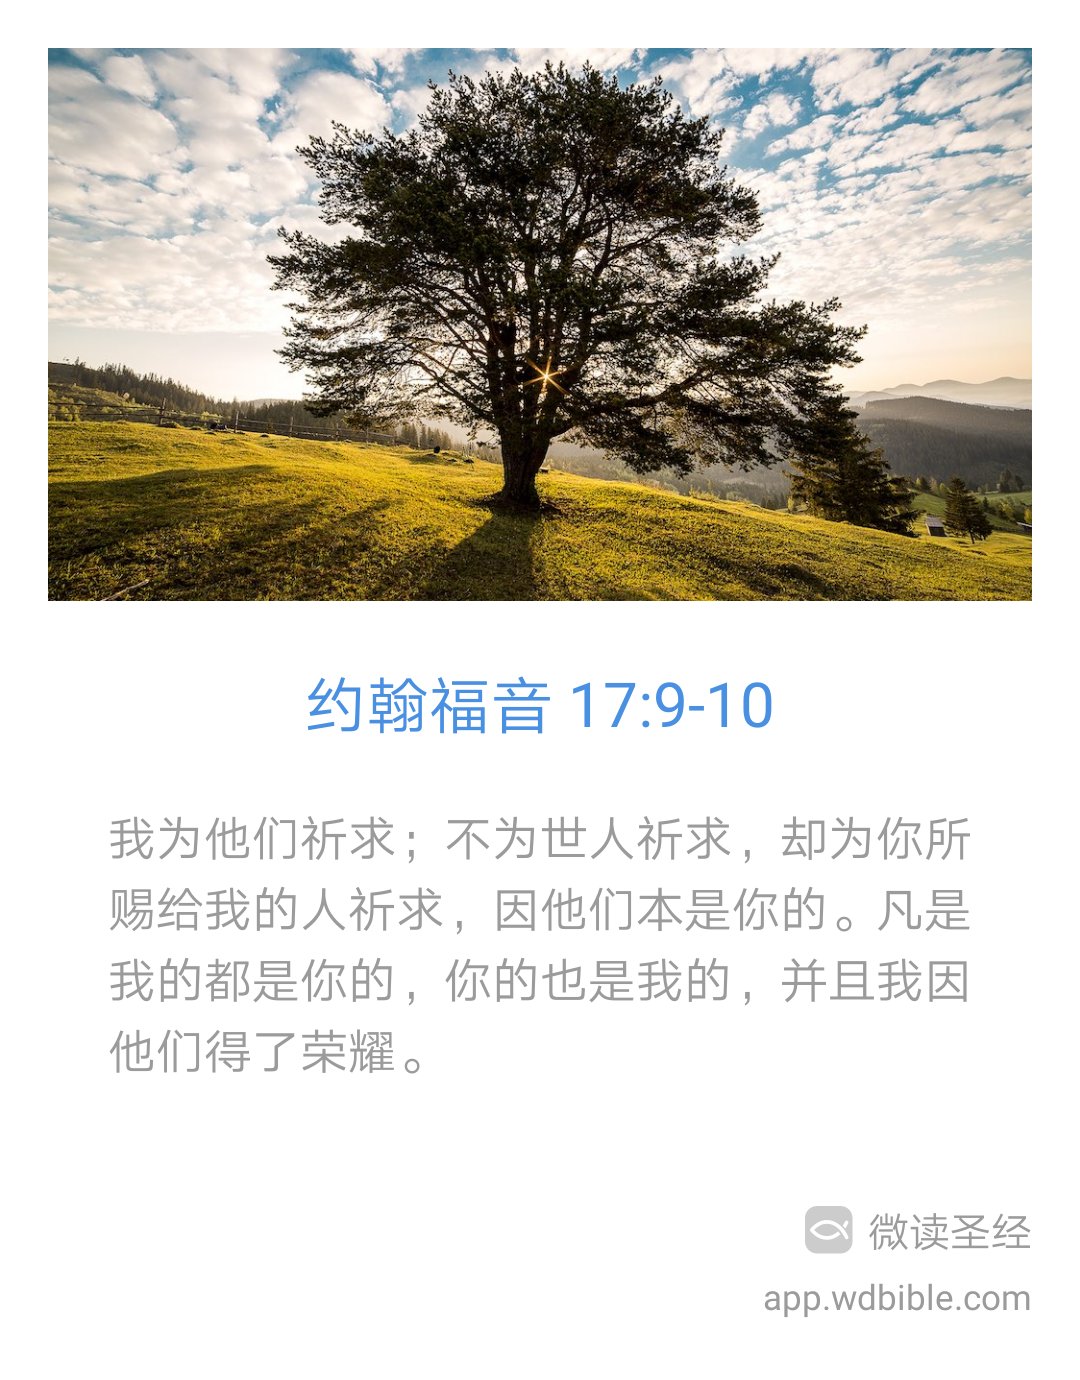 约翰福音 17:9-10
我为他们祈求；不为世人祈求，却为你所
赐给我的人祈求，因他们本是你的。凡是
我的都是你的，你的也是我的，并且我因
他们得了荣耀。
微读圣经
app.wdbible.com